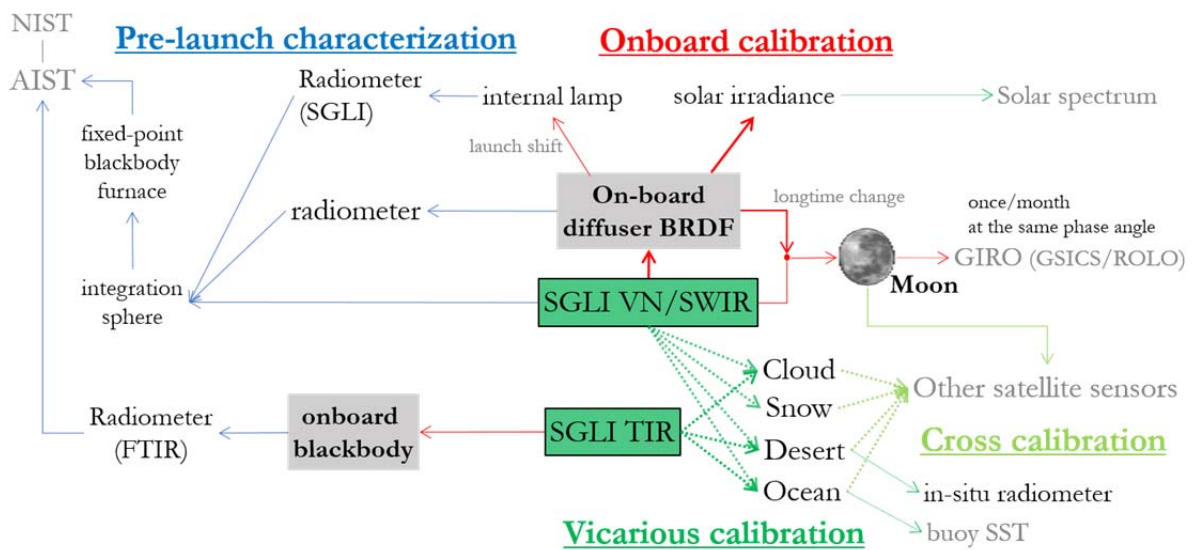 NIST
AIST
Pre-launch characterization
Onboard calibration
Radiometer
(SGLI)
internal lamp
solar irradiance
Solar spectrum
fixed-point
blackbody
furnace
launch shift
On-board
diffuser BRDF
longtime change
once/month
at the same phase angle
GIRO (GSICS/ROLO)
Moon
radiometer
integration
sphere
SGLI VN/SWIR
Cloud
Snow
Desert
Ocean
Other satellite sensors
Cross calibration
Radiometer
(FTIR)
onboard
blackbody
SGLI TIR
in-situ radiometer
buoy SST
Vicarious calibration